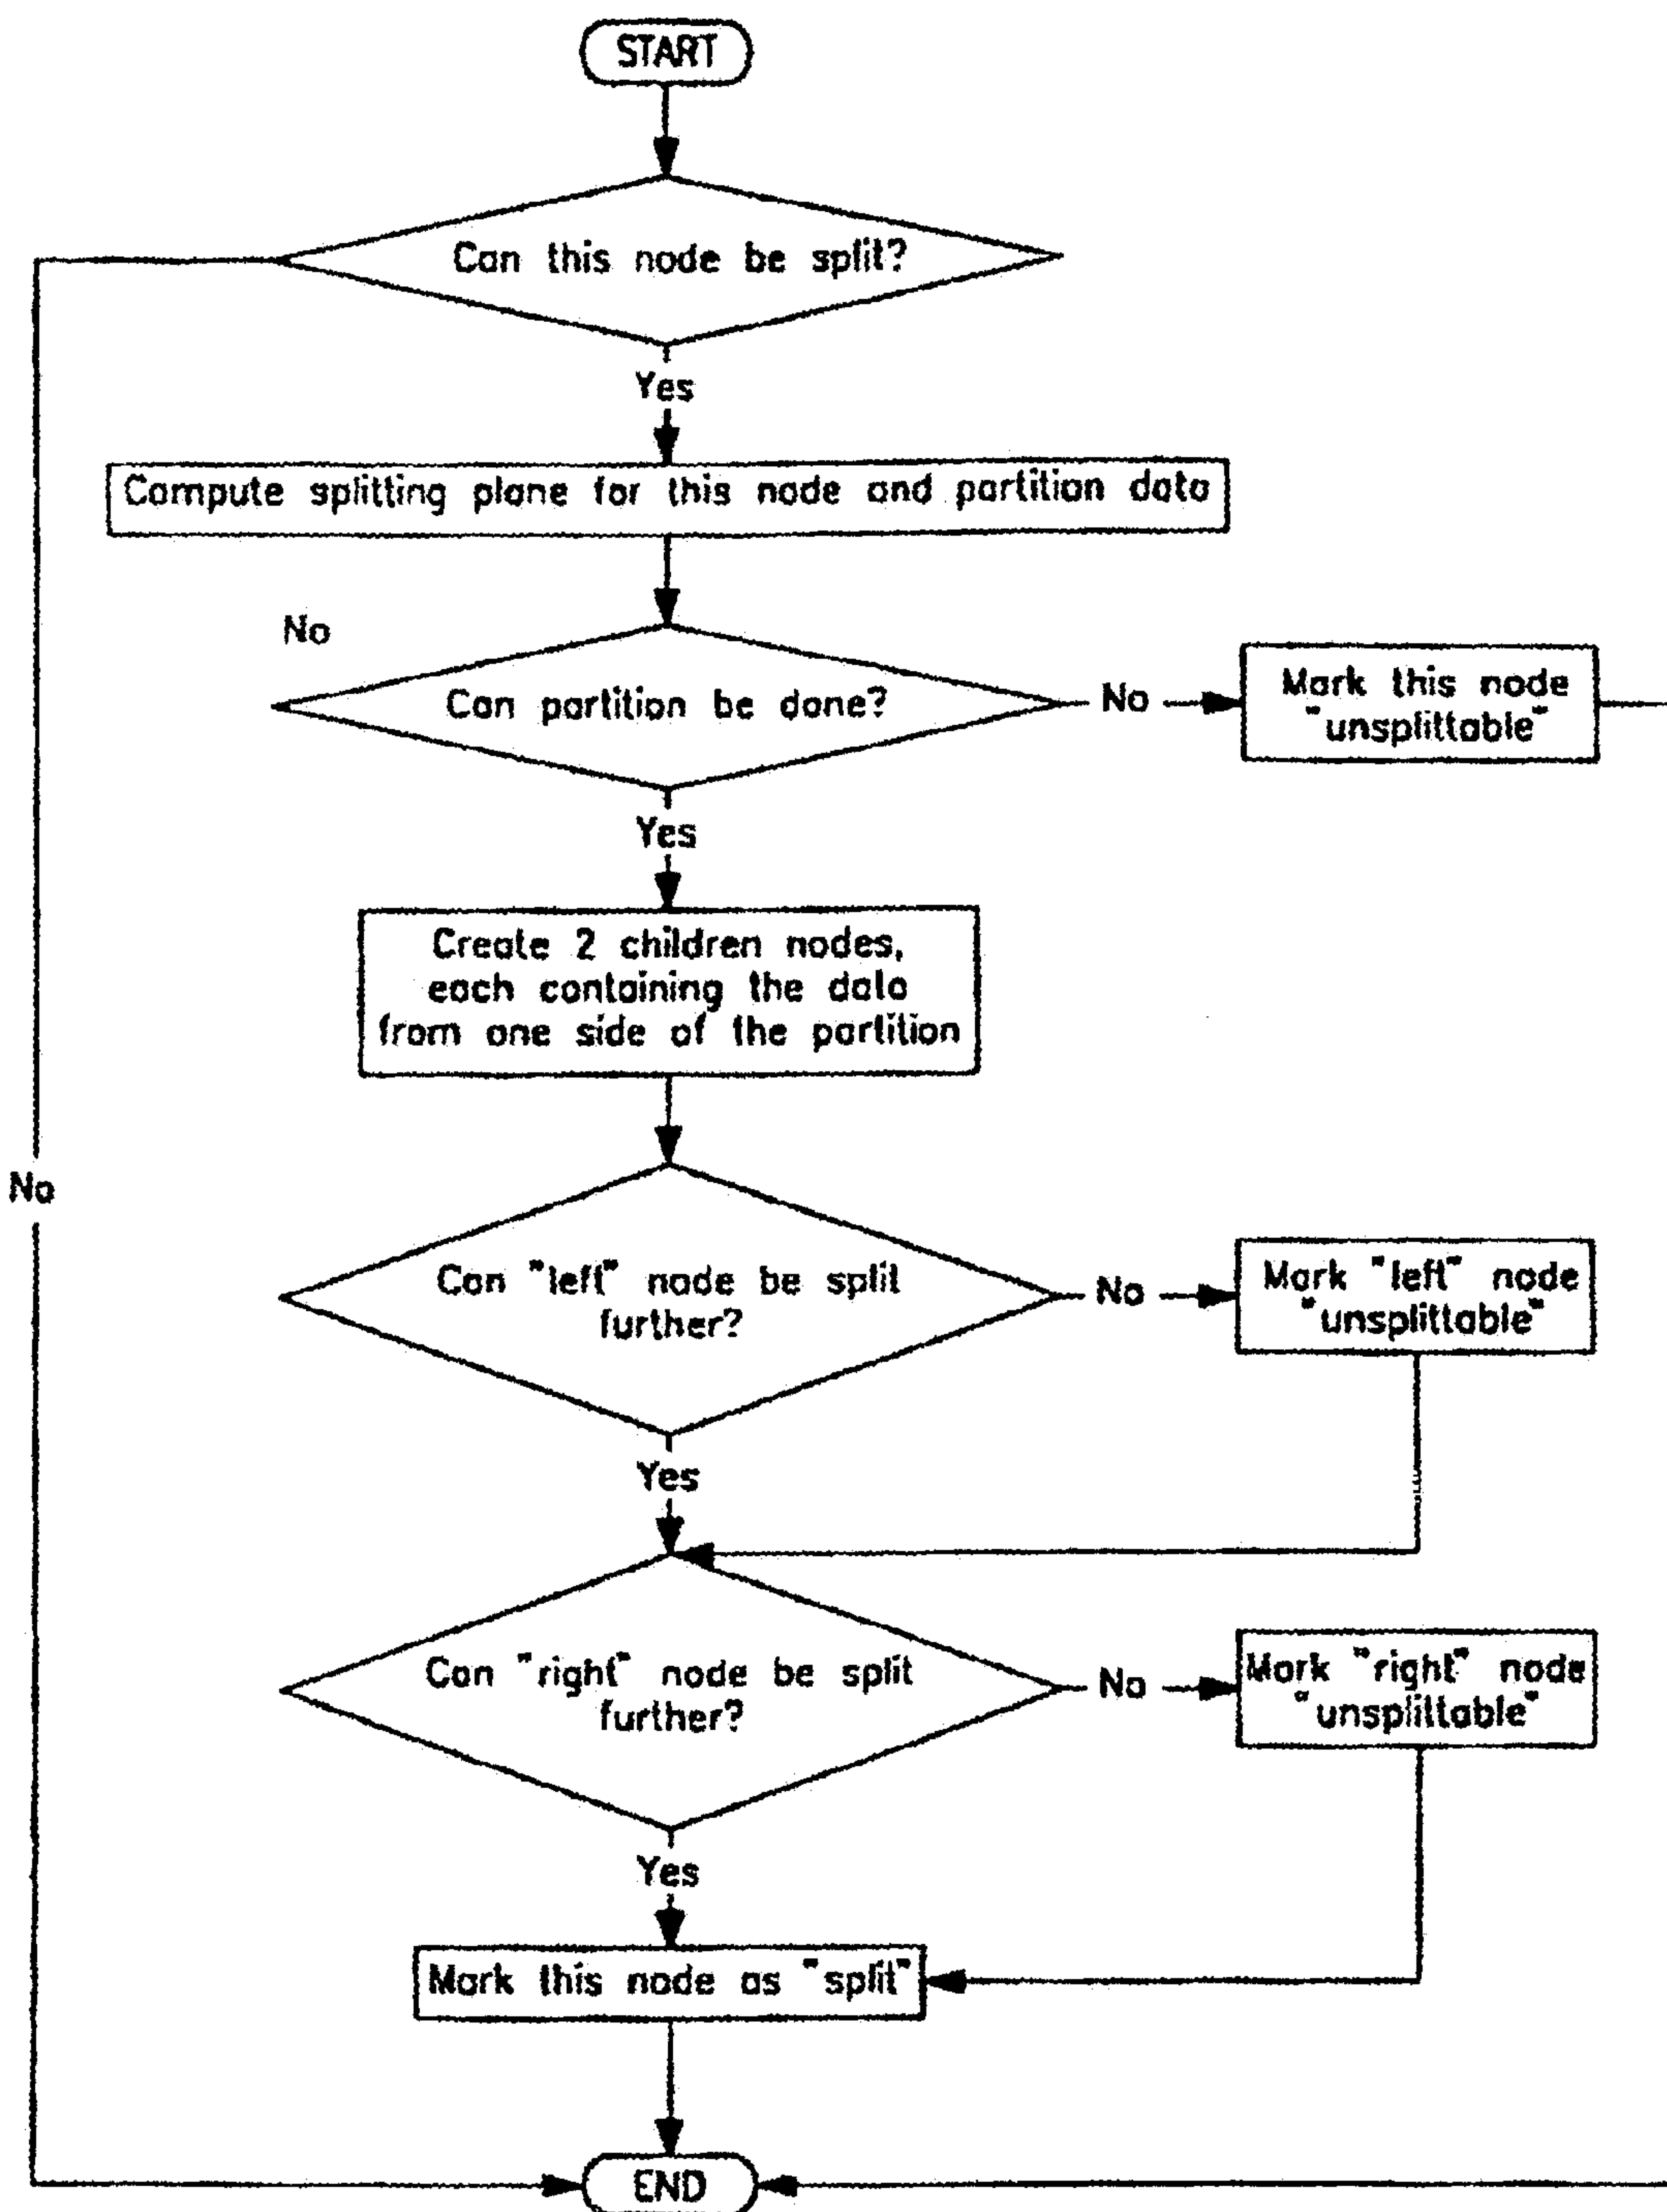 START
Can this node be split?
Yes
Compute splitting plane for this node and partition data
No
Can partition be done?
No
Mark this node
"unsplittable"
Yes
Create 2 children nodes,
each containing the data
from one side of the partition
No
Can "left" node be split
further?
No
Mark "left" node
"unsplittable"
Yes
Can "right" node be split
further?
No
Mark "right" node
"unsplittable"
Yes
Mark this node as "split"
END